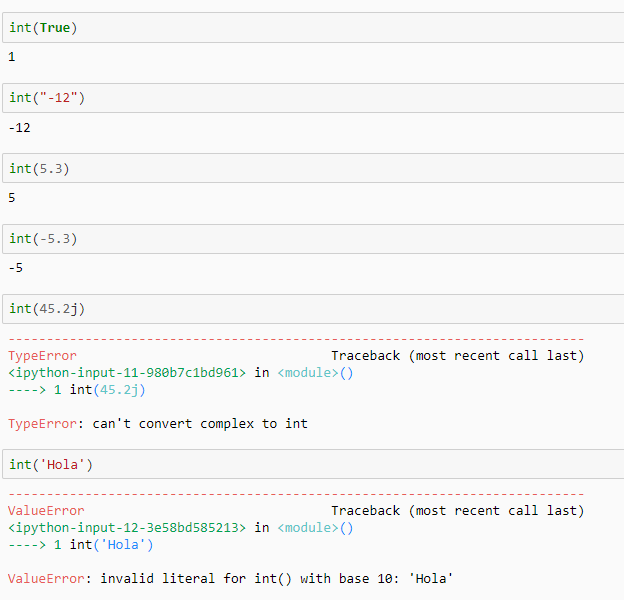 int(True)
1
int("-12")
-12
int(5.3)
5
int(-5.3)
-5
int(45.2j)
---------------------------------------------------------------------------
TypeError                                 Traceback (most recent call last)
<ipython-input-11-980b7c1bd961> in <module>()
----> 1 int(45.2j)
TypeError: can't convert complex to int
int('Hola')
---------------------------------------------------------------------------
ValueError                                Traceback (most recent call last)
<ipython-input-12-3e58bd585213> in <module>()
----> 1 int('Hola')
ValueError: invalid literal for int() with base 10: 'Hola'